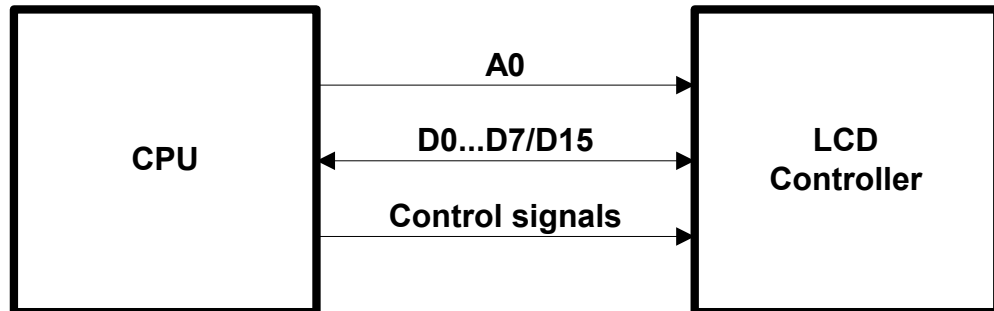 A0
CPU
D0...D7/D15
LCD
Controller
Control signals